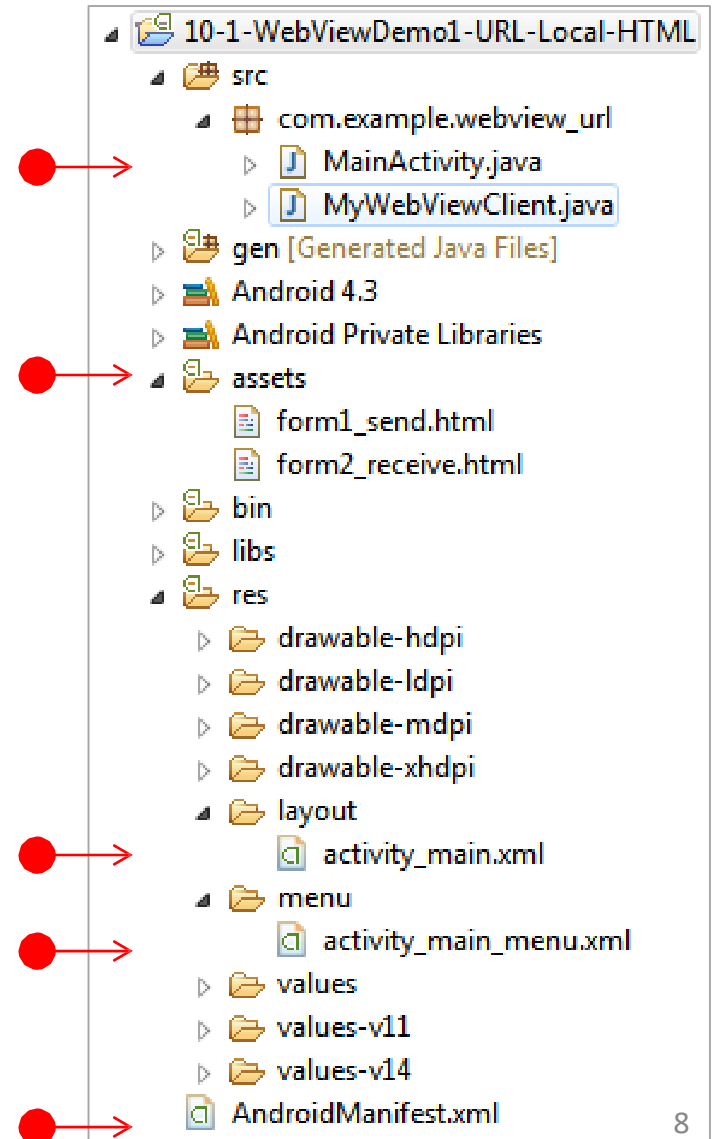 10-1-WebViewDemo1-URL-Local-HTML
src
com.example.webview_url
MainActivity.java
MyWebViewClient.java
gen [Generated Java Files]
Android 4.3
Android Private Libraries
assets
form1_send.html
form2_receive.html
bin
libs
res
drawable-hdpi
drawable-ldpi
drawable-mdpi
drawable-xhdpi
layout
activity_main.xml
menu
activity_main_menu.xml
values
values-v11
values-v14
AndroidManifest.xml
8